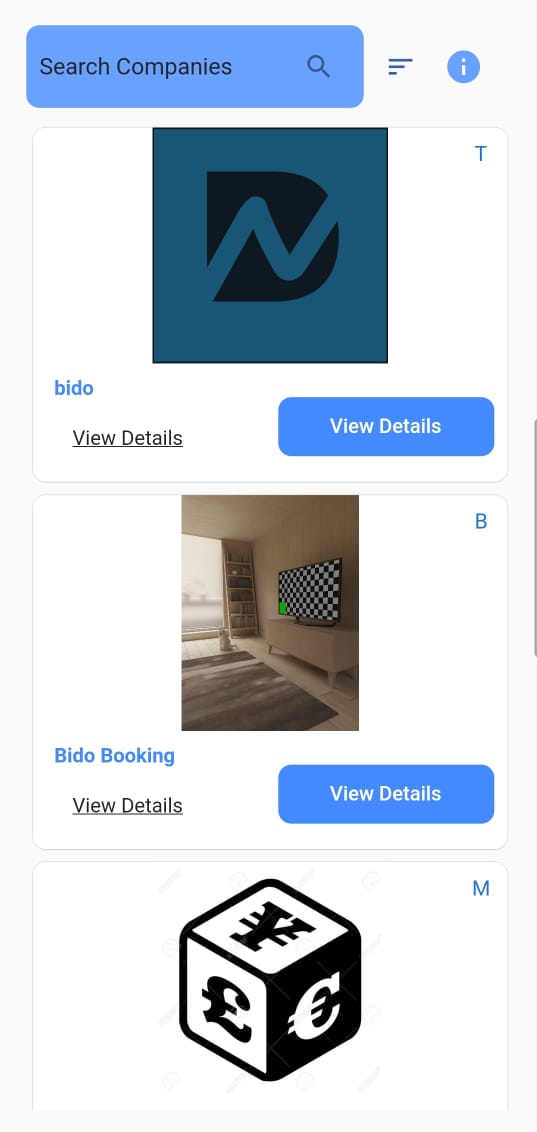 Search Companies
T
bido
View Details
View Details
B
Bido Booking
View Details
View Details
M
¥
£
€